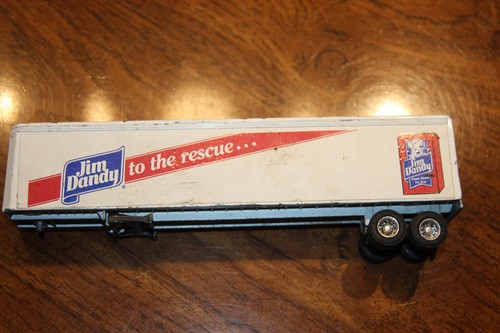 Jim
Dandy
to the rescue...
Jim
Dandy